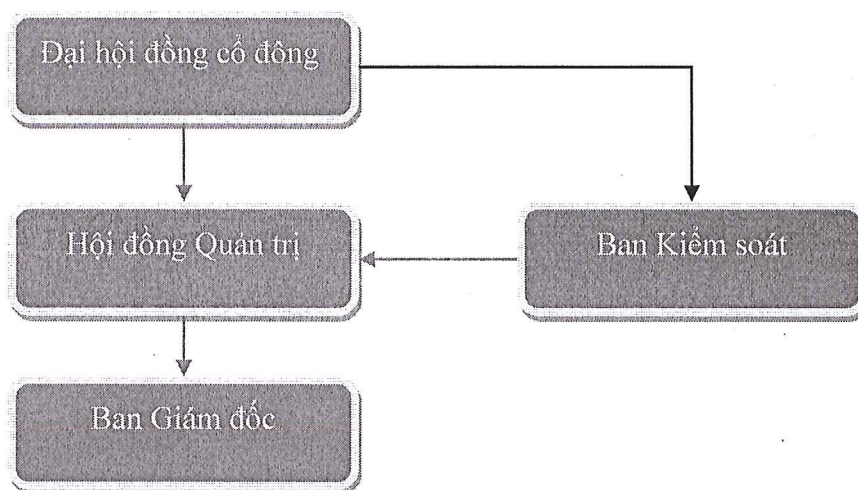 Đại hội đồng cổ đông
Hội đồng Quản trị
Ban Kiểm soát
Ban Giám đốc